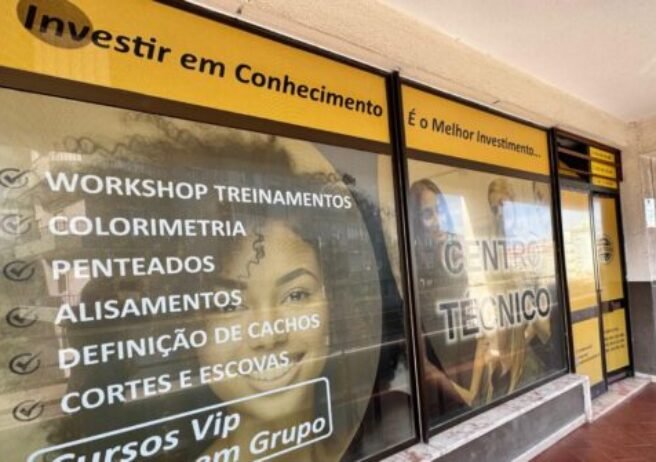 Investir em Conhecimento
É o Melhor Investimento...
WORKSHOP TREINAMENTOS
COLORIMETRIA
PENTEADOS
ALISAMENTOS
DEFINIÇÃO DE CACHOS
CORTES E ESCOVAS
Cursos Vip
em Grupo
CENTRO
TÉCNICO